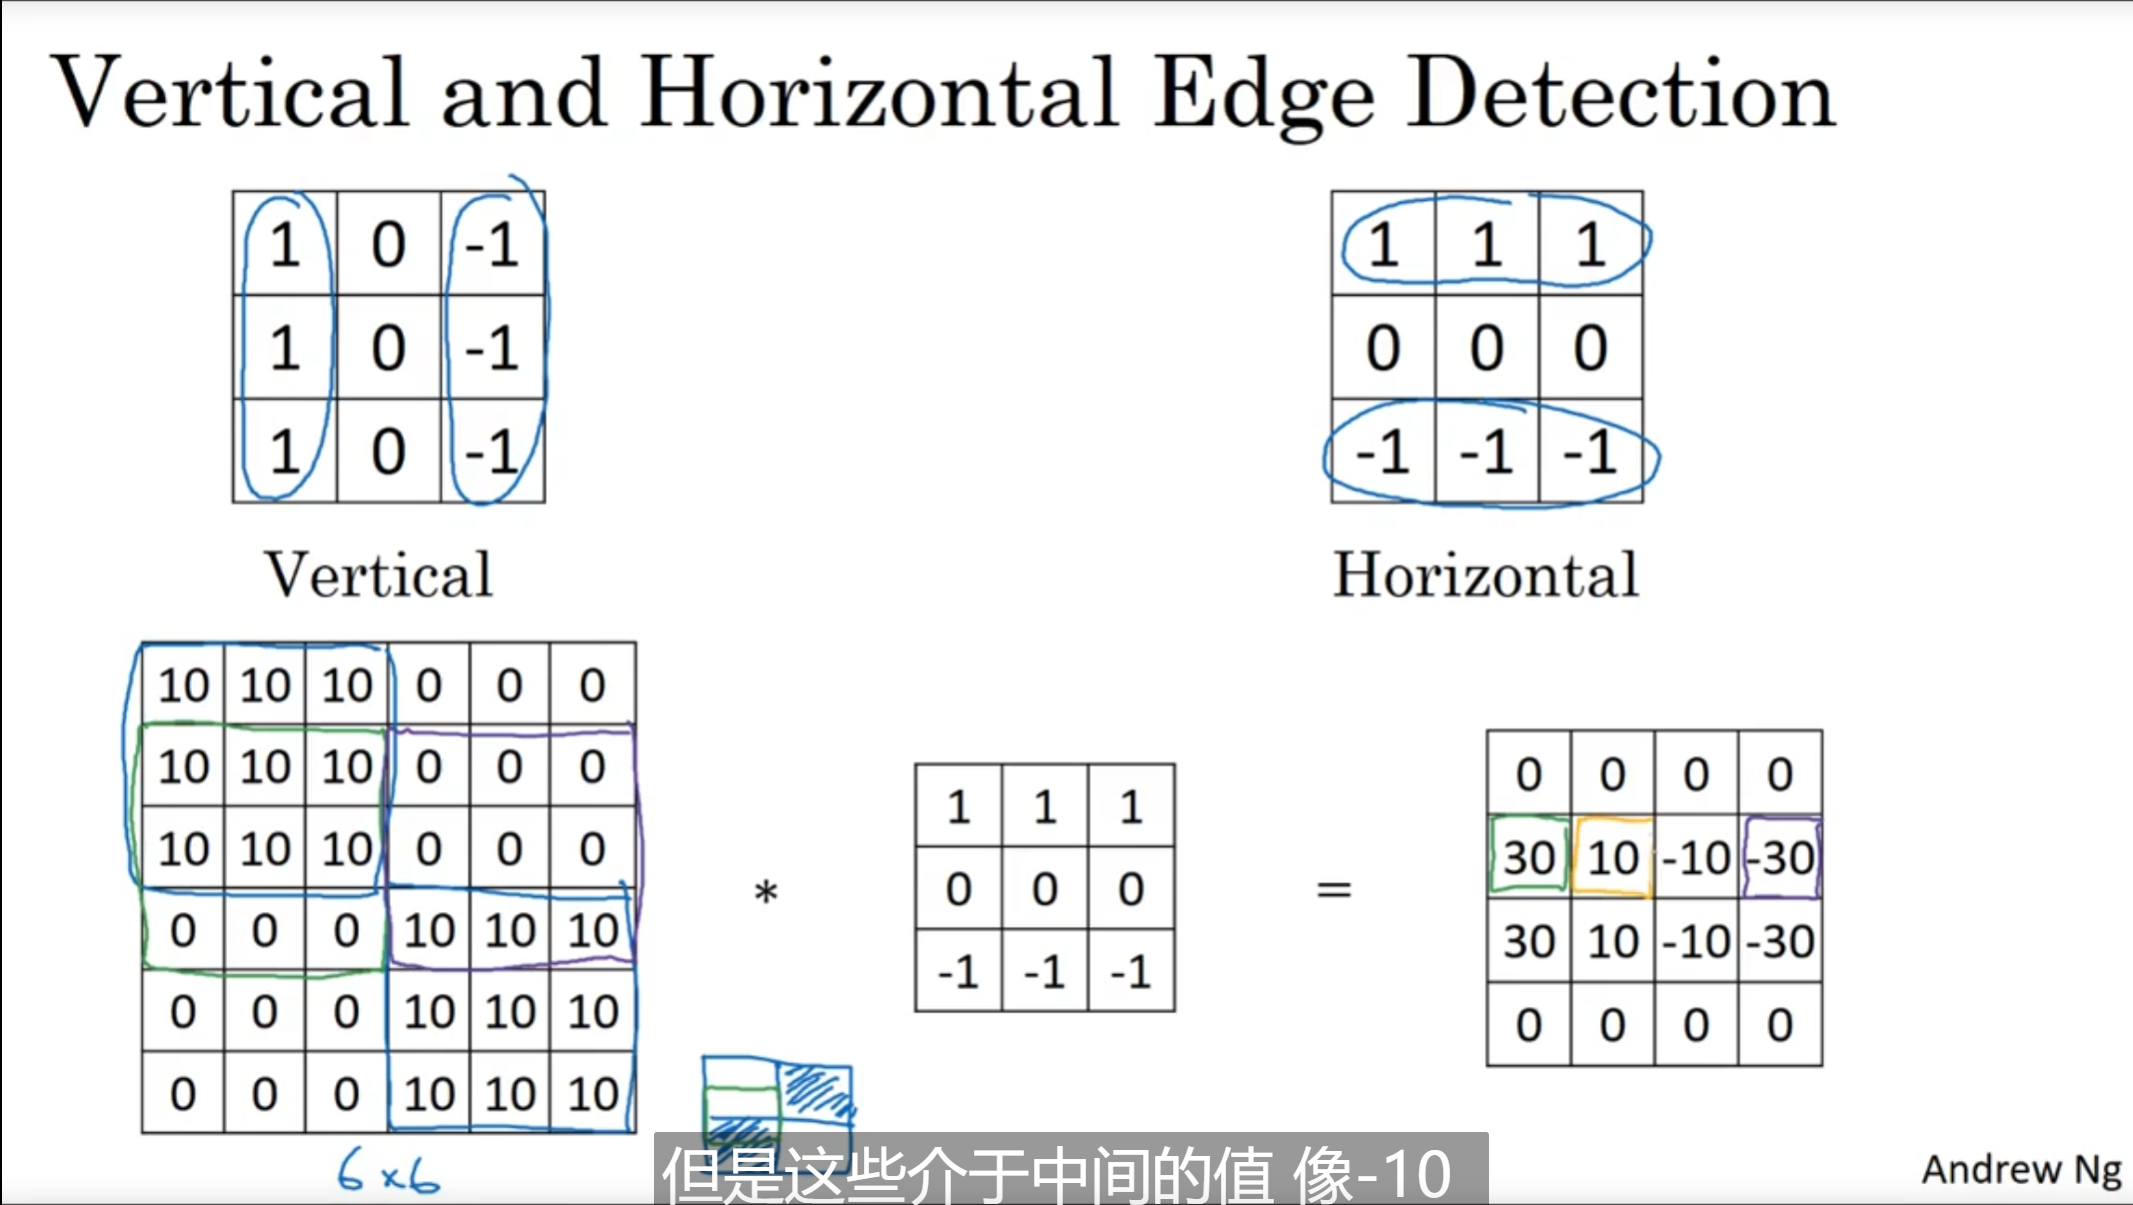 Vertical and Horizontal Edge Detection
1 0 -1
1 0 -1
1 0 -1
Vertical
1 1 1
0 0 0
-1 -1 -1
Horizontal
10 10 10 0 0 0
10 10 10 0 0 0
10 10 10 0 0 0
0 0 0 10 10 10
0 0 0 10 10 10
0 0 0 10 10 10
6x6
*
1 1 1
0 0 0
-1 -1 -1
=
0 0 0 0
30 10 -10 -30
30 10 -10 -30
0 0 0 0
但是这些介于中间的值 像-10
Andrew Ng